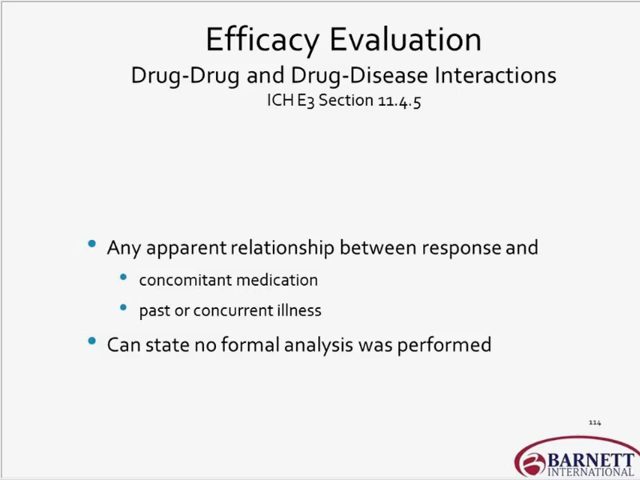 Efficacy Evaluation
Drug-Drug and Drug-Disease Interactions
ICH E3 Section 11.4.5
• Any apparent relationship between response and
• concomitant medication
• past or concurrent illness
• Can state no formal analysis was performed
114
BARNETT
INTERNATIONAL